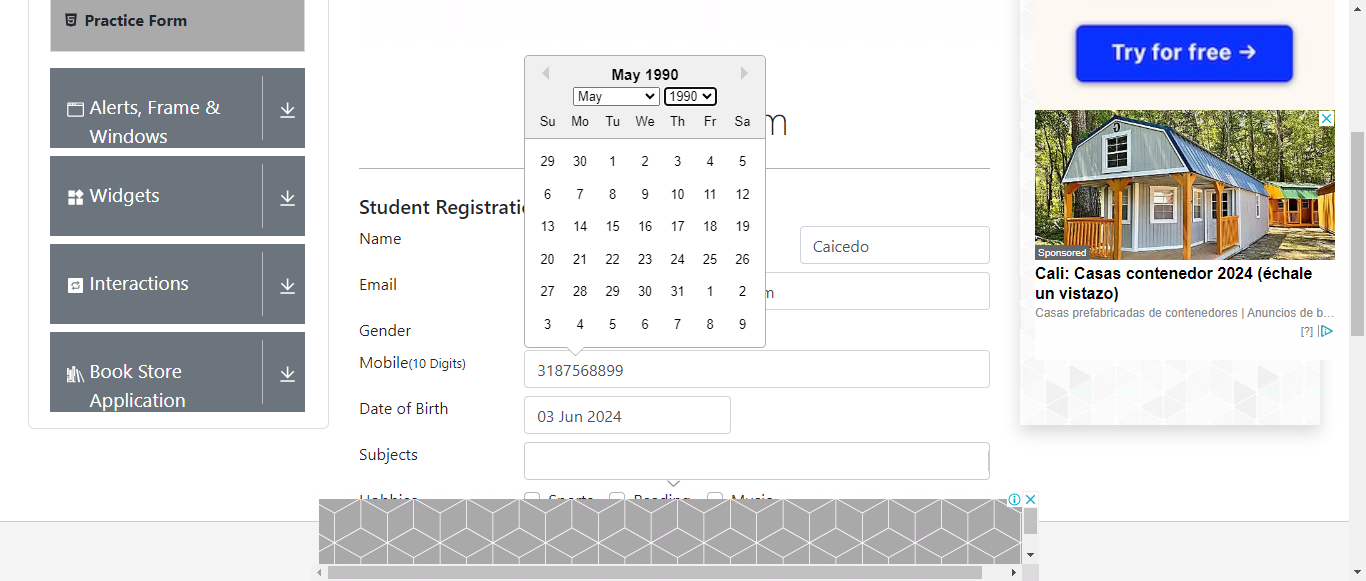 Practice Form
Alerts, Frame &
Windows
Widgets
Interactions
Book Store
Application
May 1990
May
1990
Su Mo Tu We Th Fr Sa
29 30 1 2 3 4 5
6 7 8 9 10 11 12
13 14 15 16 17 18 19
20 21 22 23 24 25 26
27 28 29 30 31 1 2
3 4 5 6 7 8 9
m
Student Registrati
Name
Caicedo
Email
m
Gender
Mobile(10 Digits)
3187568899
Date of Birth
03 Jun 2024
Subjects
Hobbies Sports Reading Music
Try for free →
Sponsored
Cali: Casas contenedor 2024 (échale
un vistazo)
Casas prefabricadas de contenedores | Anuncios de b...
[?]